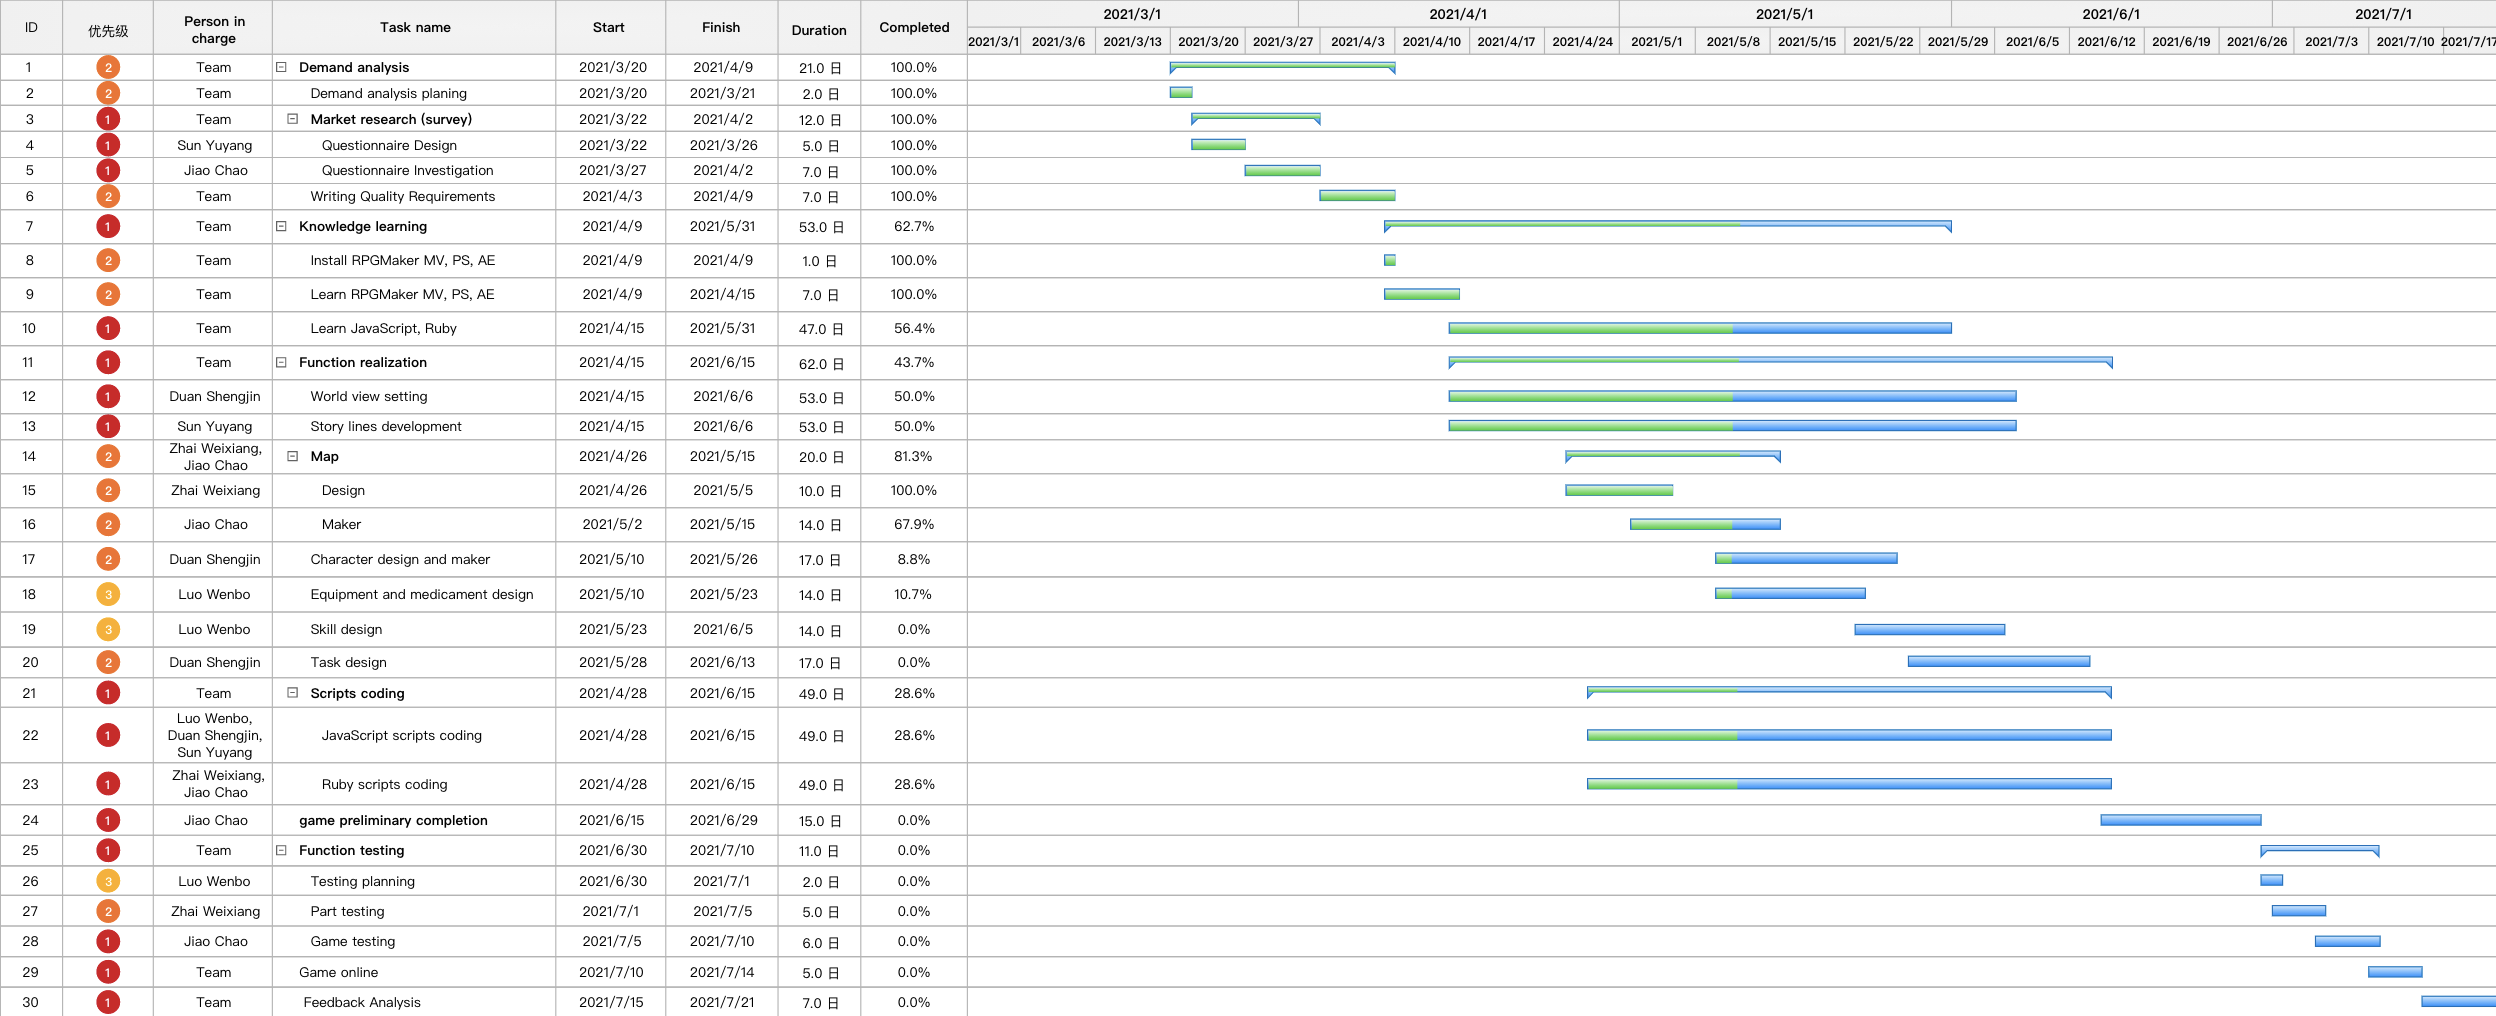 ID 优先级 Person in charge Task name Start Finish Duration Completed 2021/3/1 2021/4/1 2021/5/1 2021/6/1 2021/7/1
2021/3/1 2021/3/6 2021/3/13 2021/3/20 2021/3/27 2021/4/3 2021/4/10 2021/4/17 2021/4/24 2021/5/1 2021/5/8 2021/5/15 2021/5/22 2021/5/29 2021/6/5 2021/6/12 2021/6/19 2021/6/26 2021/7/3 2021/7/10 2021/7/17
1 2 Team Demand analysis 2021/3/20 2021/4/9 21.0 日 100.0%
2 2 Team Demand analysis planing 2021/3/20 2021/3/21 2.0 日 100.0%
3 1 Team Market research (survey) 2021/3/22 2021/4/2 12.0 日 100.0%
4 1 Sun Yuyang Questionnaire Design 2021/3/22 2021/3/26 5.0 日 100.0%
5 1 Jiao Chao Questionnaire Investigation 2021/3/27 2021/4/2 7.0 日 100.0%
6 2 Team Writing Quality Requirements 2021/4/3 2021/4/9 7.0 日 100.0%
7 1 Team Knowledge learning 2021/4/9 2021/5/31 53.0 日 62.7%
8 2 Team Install RPGMaker MV, PS, AE 2021/4/9 2021/4/9 1.0 日 100.0%
9 2 Team Learn RPGMaker MV, PS, AE 2021/4/9 2021/4/15 7.0 日 100.0%
10 1 Team Learn JavaScript, Ruby 2021/4/15 2021/5/31 47.0 日 56.4%
11 1 Team Function realization 2021/4/15 2021/6/15 62.0 日 43.7%
12 1 Duan Shengjin World view setting 2021/4/15 2021/6/6 53.0 日 50.0%
13 1 Sun Yuyang Story lines development 2021/4/15 2021/6/6 53.0 日 50.0%
14 2 Zhai Weixiang, Jiao Chao Map 2021/4/26 2021/5/15 20.0 日 81.3%
15 2 Zhai Weixiang Design 2021/4/26 2021/5/5 10.0 日 100.0%
16 2 Jiao Chao Maker 2021/5/2 2021/5/15 14.0 日 67.9%
17 2 Duan Shengjin Character design and maker 2021/5/10 2021/5/26 17.0 日 8.8%
18 3 Luo Wenbo Equipment and medicament design 2021/5/10 2021/5/23 14.0 日 10.7%
19 3 Luo Wenbo Skill design 2021/5/23 2021/6/5 14.0 日 0.0%
20 2 Duan Shengjin Task design 2021/5/28 2021/6/13 17.0 日 0.0%
21 1 Team Scripts coding 2021/4/28 2021/6/15 49.0 日 28.6%
22 1 Luo Wenbo, Duan Shengjin, Sun Yuyang JavaScript scripts coding 2021/4/28 2021/6/15 49.0 日 28.6%
23 1 Zhai Weixiang, Jiao Chao Ruby scripts coding 2021/4/28 2021/6/15 49.0 日 28.6%
24 1 Jiao Chao game preliminary completion 2021/6/15 2021/6/29 15.0 日 0.0%
25 1 Team Function testing 2021/6/30 2021/7/10 11.0 日 0.0%
26 3 Luo Wenbo Testing planning 2021/6/30 2021/7/1 2.0 日 0.0%
27 2 Zhai Weixiang Part testing 2021/7/1 2021/7/5 5.0 日 0.0%
28 1 Jiao Chao Game testing 2021/7/5 2021/7/10 6.0 日 0.0%
29 1 Team Game online 2021/7/10 2021/7/14 5.0 日 0.0%
30 1 Team Feedback Analysis 2021/7/15 2021/7/21 7.0 日 0.0%